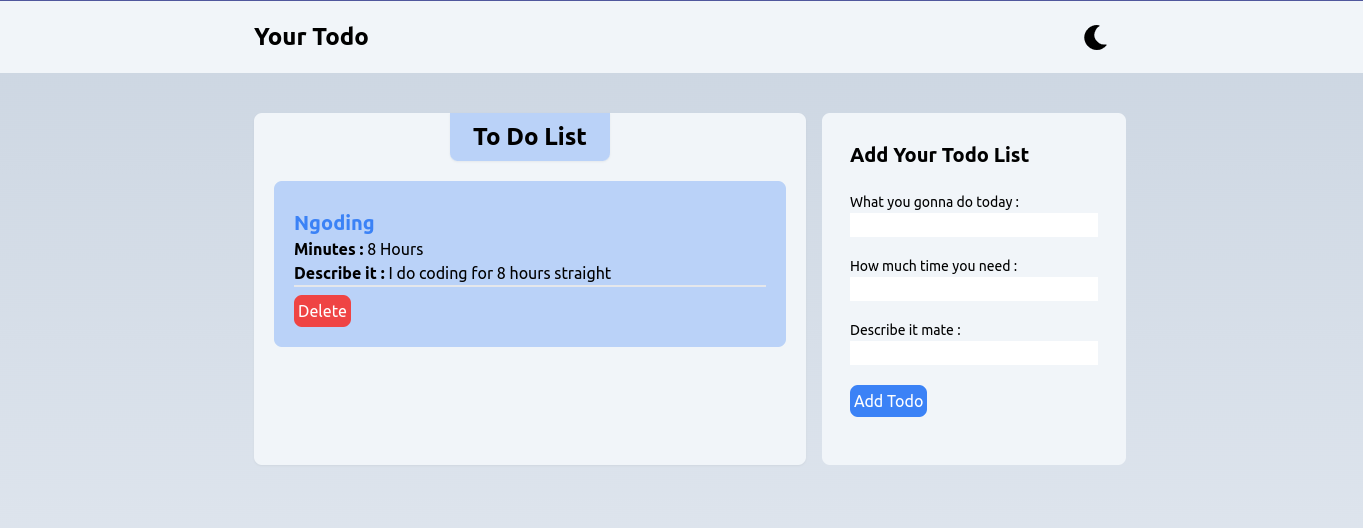 Your Todo
To Do List
Ngoding
Minutes : 8 Hours
Describe it : I do coding for 8 hours straight
Delete
Add Your Todo List
What you gonna do today :
How much time you need :
Describe it mate :
Add Todo